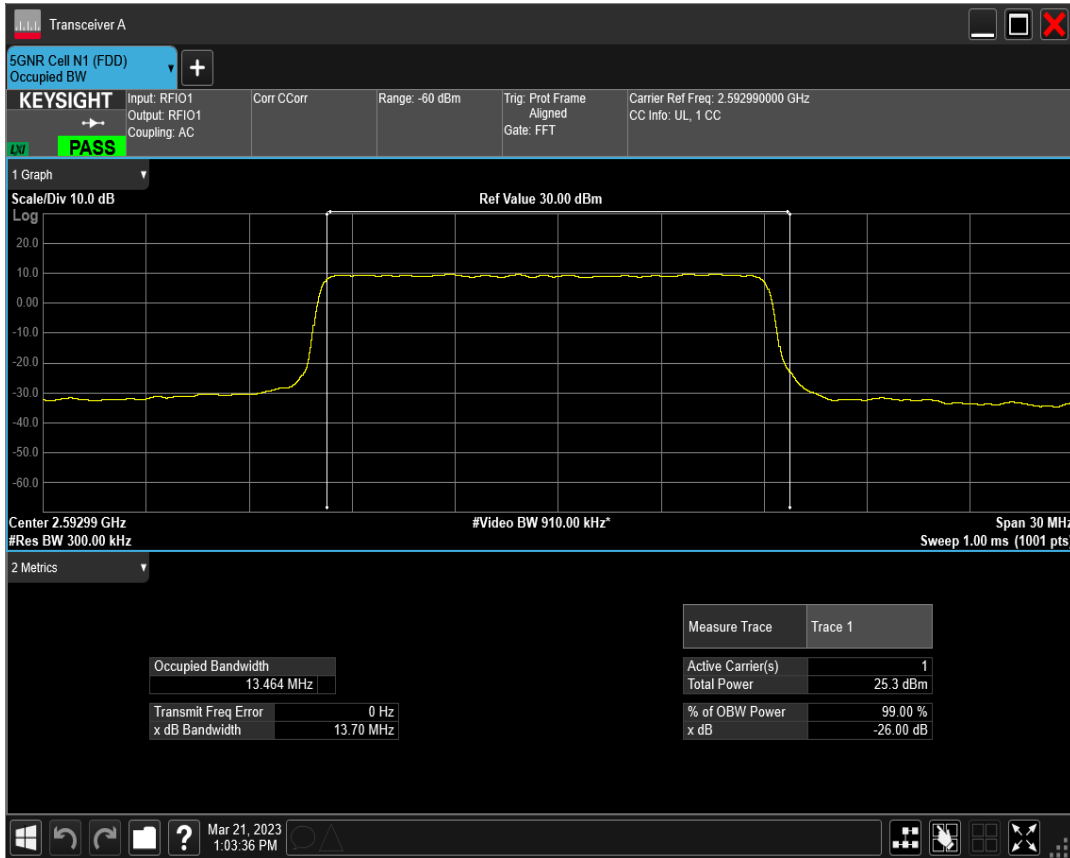 Transceiver A
5GNR Cell N1 (FDD)
Occupied BW
+
KEYSIGHT
LXI
PASS
Input: RFIO1
Output: RFIO1
Coupling: AC
Corr CCorr
Range: -60 dBm
Trig: Prot Frame
Aligned
Gate: FFT
Carrier Ref Freq: 2.592990000 GHz
CC Info: UL, 1 CC
1 Graph
Scale/Div 10.0 dB
Ref Value 30.00 dBm
Log
20.0
10.0
0.00
-10.0
-20.0
-30.0
-40.0
-50.0
-60.0
Center 2.59299 GHz
#Video BW 910.00 kHz*
Span 30 MHz
#Res BW 300.00 kHz
Sweep 1.00 ms (1001 pts)
2 Metrics
Measure Trace Trace 1
Occupied Bandwidth
13.464 MHz
Active Carrier(s) 1
Total Power 25.3 dBm
Transmit Freq Error 0 Hz
x dB Bandwidth 13.70 MHz
% of OBW Power 99.00 %
x dB -26.00 dB
?
Mar 21, 2023
1:03:36 PM